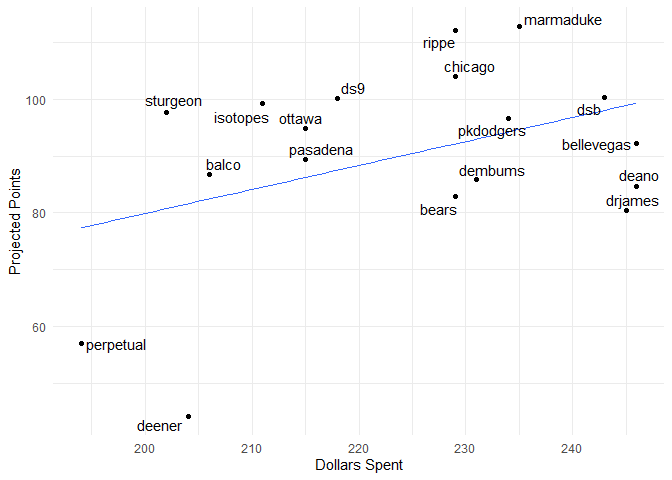 marmaduke
rippe
chicago
ds9
sturgeon
100
isotopes
ottawa
dsb
pkdodgers
bellevegas
pasadena
balco
dembums
deano
drjames
bears
80
Projected Points
60
perpetual
deener
200
210
220
230
240
Dollars Spent